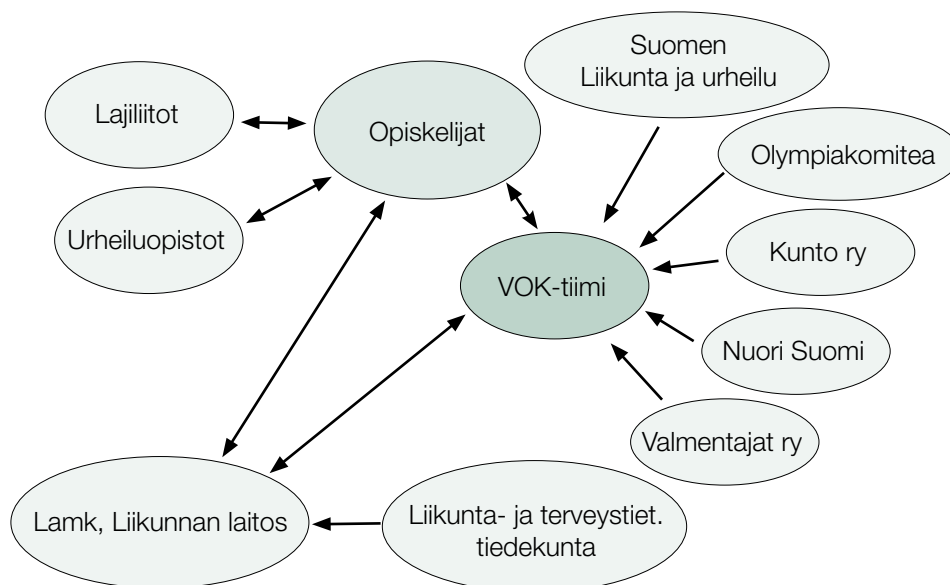 Suomen
Liikunta ja urheilu
Lajiliitot
Opiskelijat
Olympiakomitea
Urheiluopistot
Kunto ry
VOK-tiimi
Nuori Suomi
Valmentajat ry
Lamk, Liikunnan laitos
Liikunta- ja terveystiet.
tiedekunta